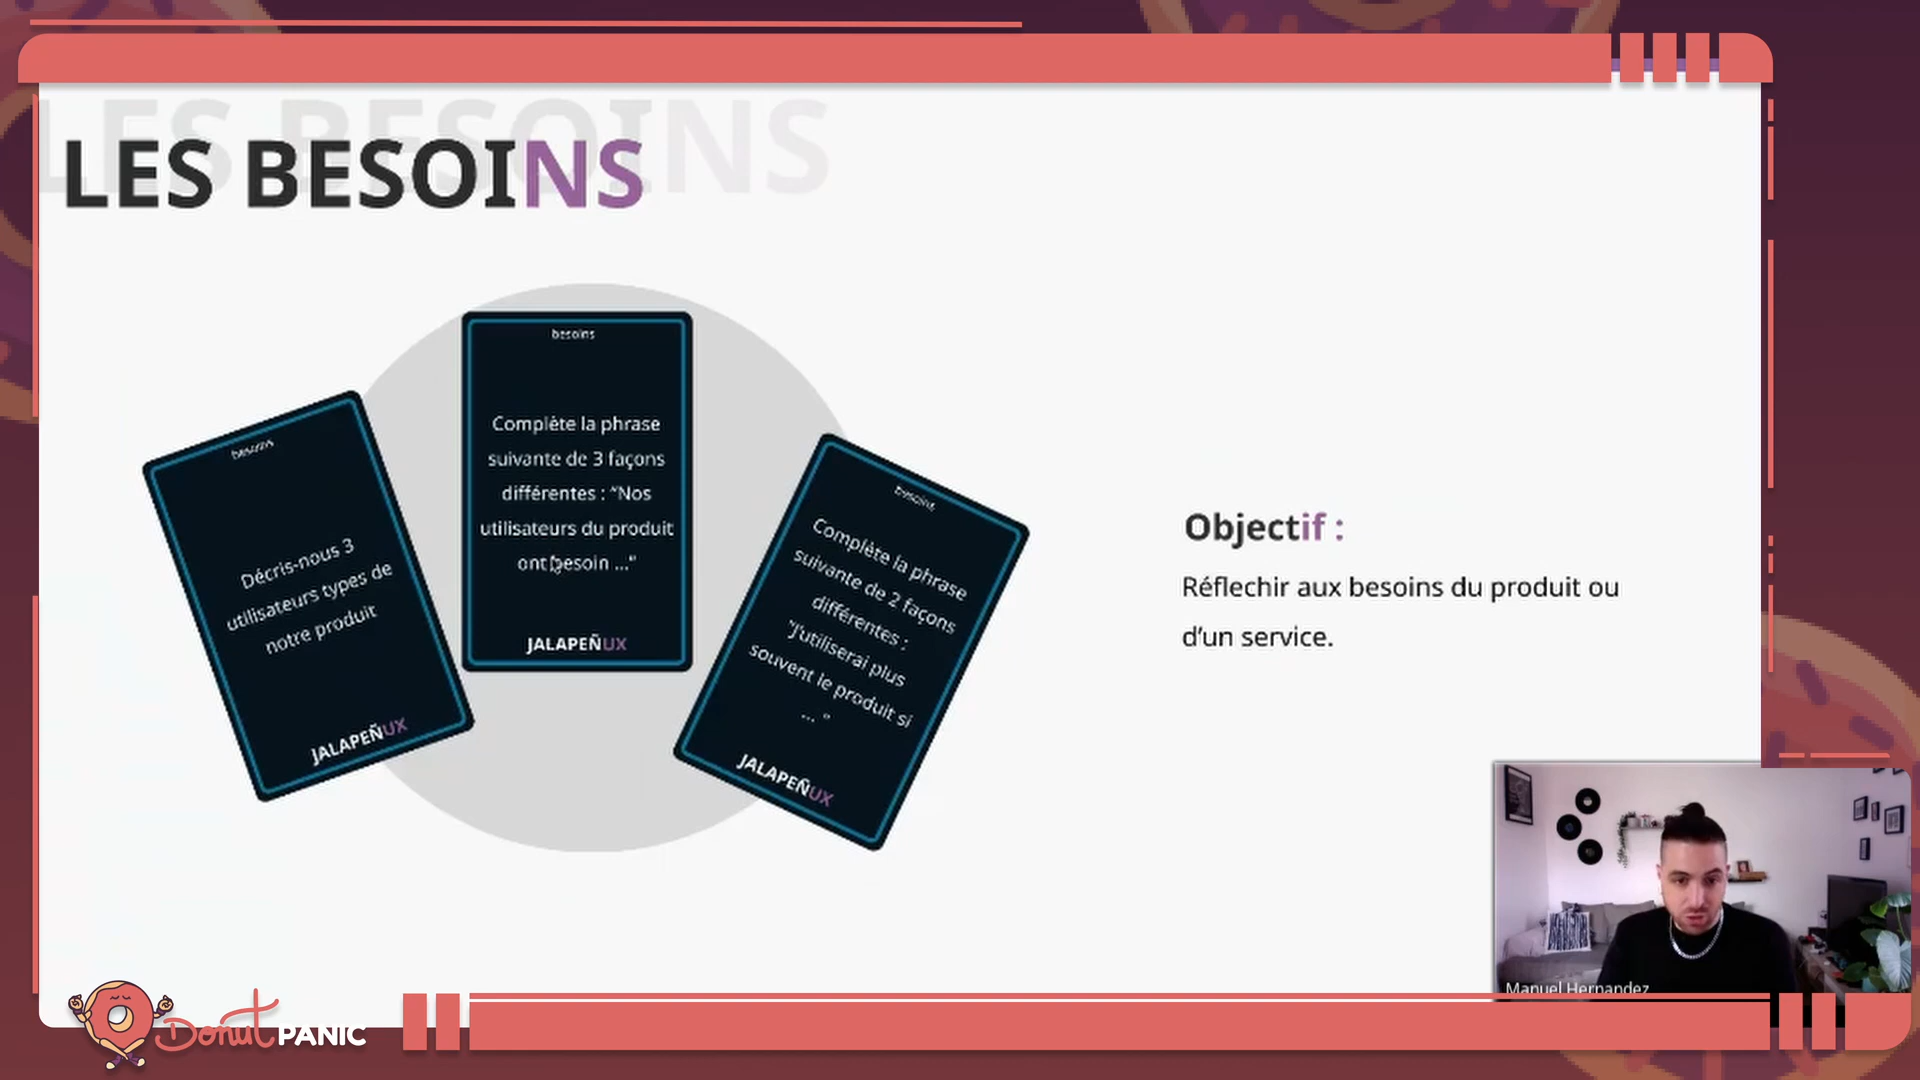 LES BESOINS
LES BESOINS
besoins
Décris-nous 3
utilisateurs types de
notre produit
JALAPEÑUX
besoins
Complète la phrase
suivante de 3 façons
différentes : “Nos
utilisateurs du produit
ont besoin ...”
JALAPEÑUX
besoins
Complète la phrase
suivante de 2 façons
différentes :
"J'utiliserai plus
souvent le produit si
... "
JALAPEÑUX
Objectif :
Réflechir aux besoins du produit ou
d’un service.
Manuel Hernandez
Donut PANIC